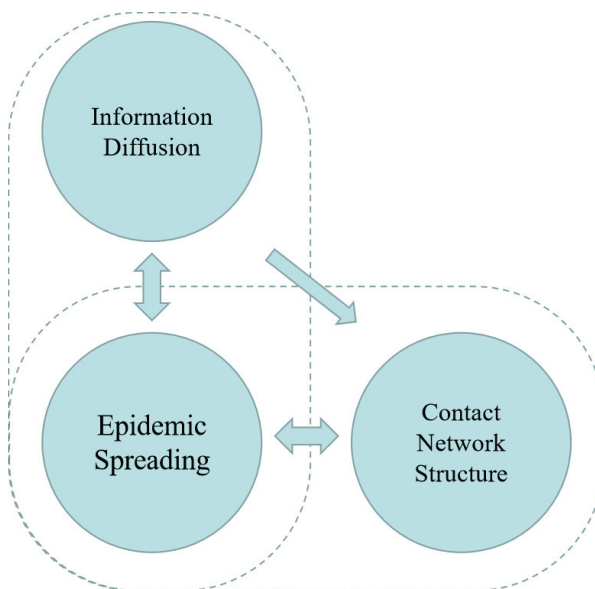 Information
Diffusion
Epidemic
Spreading
Contact
Network
Structure